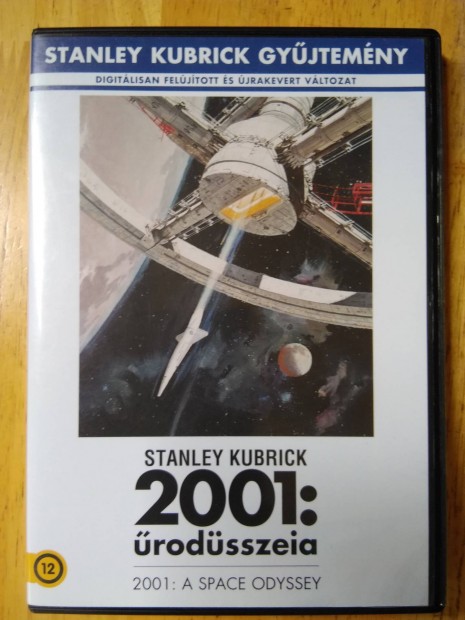 STANLEY KUBRICK GYŰJTEMÉNY
DIGITÁLISAN FELÚJÍTOTT ÉS ÚJRAKEVERT VÁLTOZAT
STANLEY KUBRICK
2001:
űrodüsszeia
12
2001: A SPACE ODYSSEY